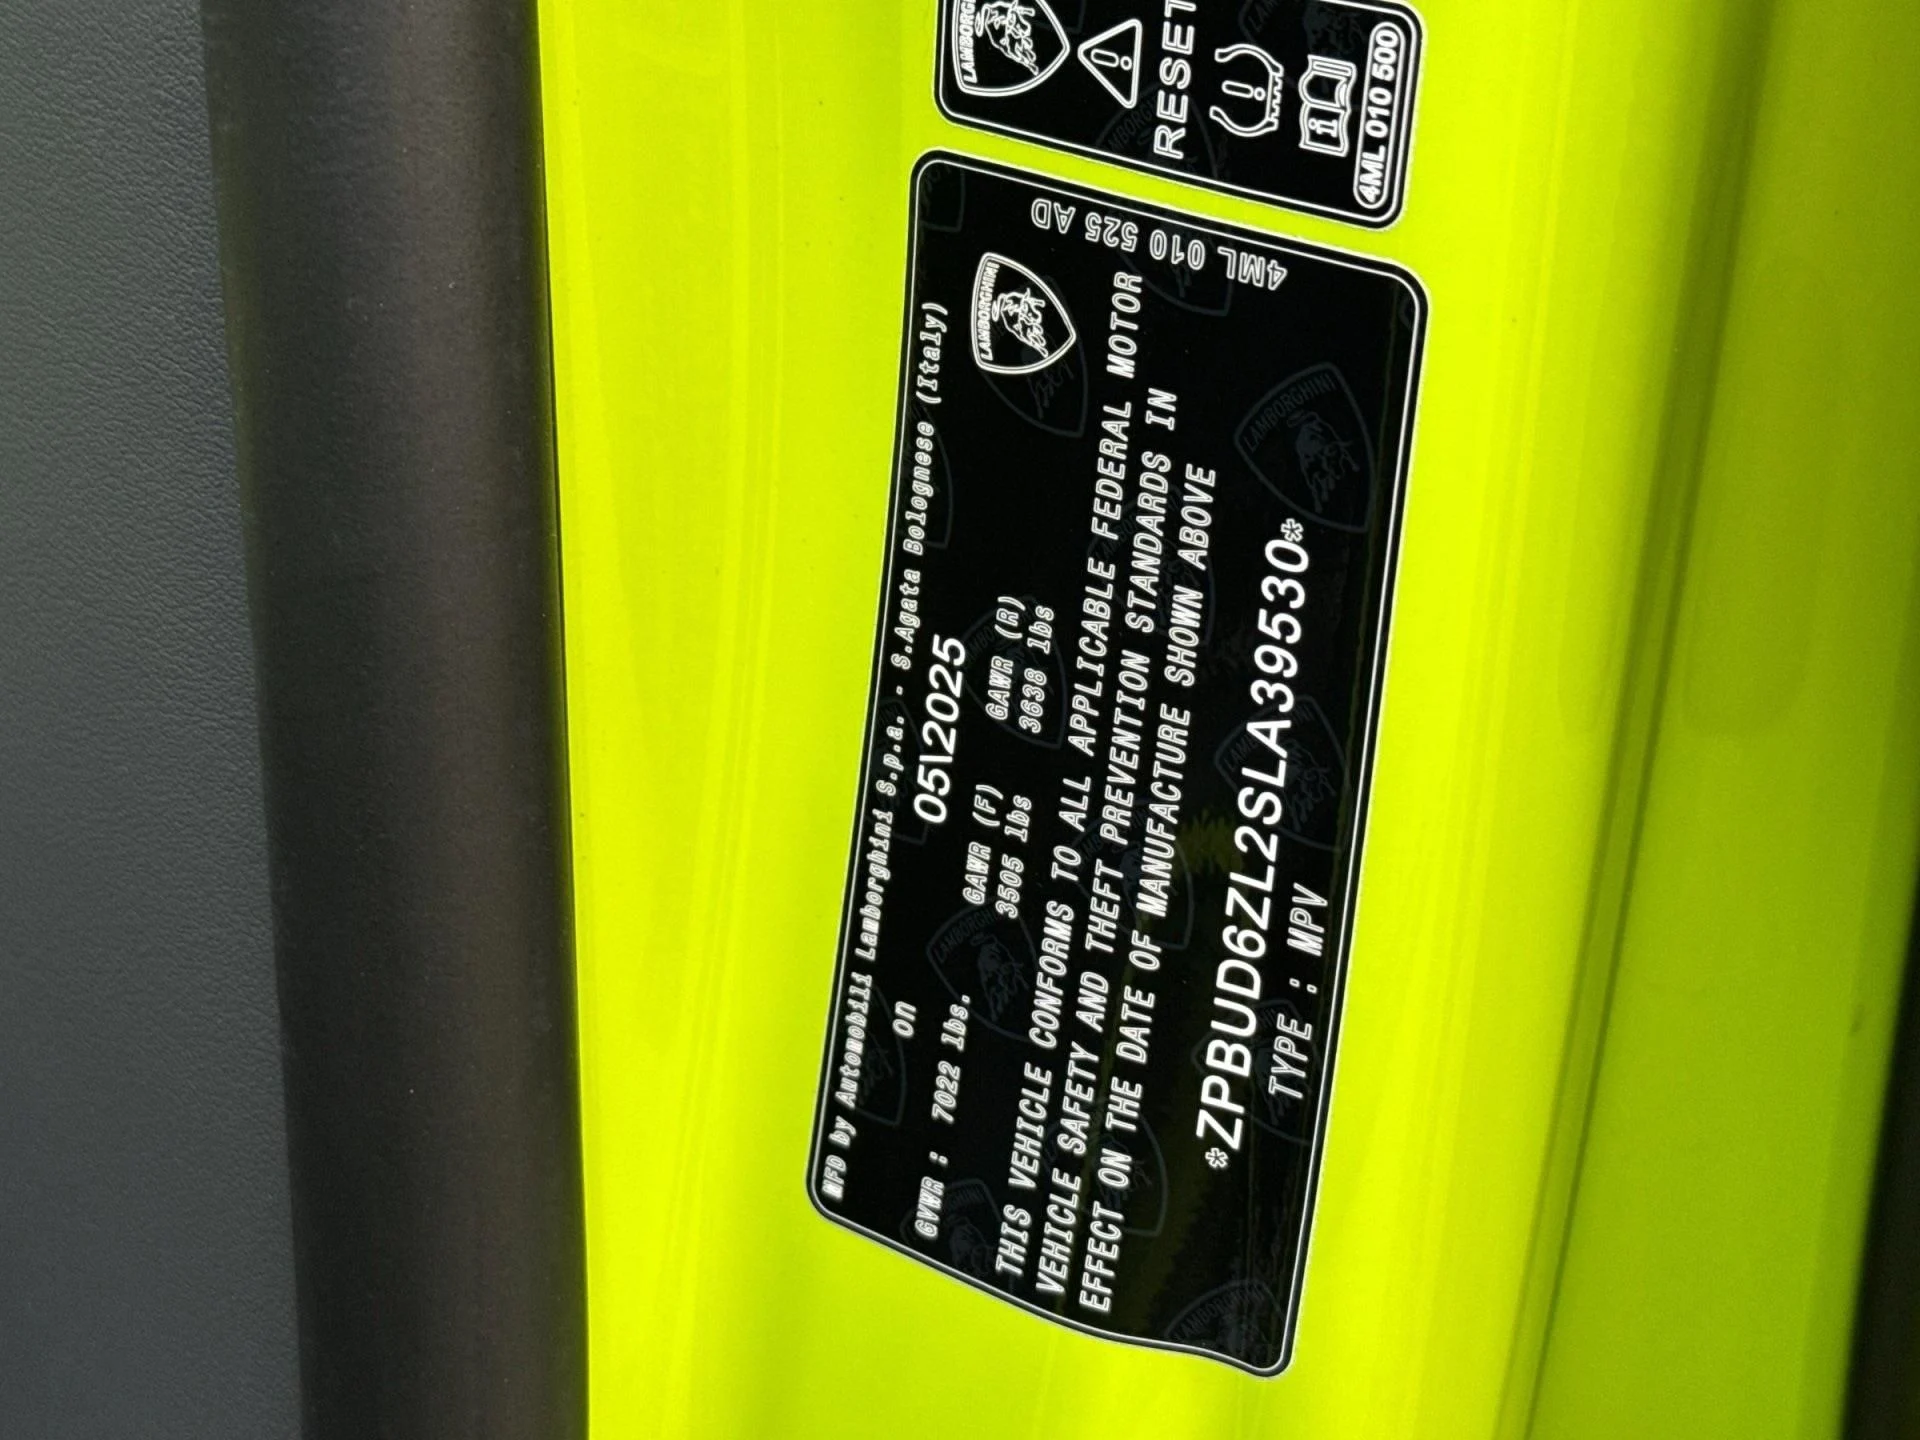 LAMBORGHINI
RESET
4ML 010 500
4ML 010 525 AD
MFD by Automobili Lamborghini S.p.a. - S.Agata Bolognese (Italy)
on 05\2025
LAMBORGHINI
GVWR : 7022 lbs. GAWR (F) GAWR (R)
3505 lbs 3638 lbs
THIS VEHICLE CONFORMS TO ALL APPLICABLE FEDERAL MOTOR
VEHICLE SAFETY AND THEFT PREVENTION STANDARDS IN
EFFECT ON THE DATE OF MANUFACTURE SHOWN ABOVE
*ZPBUD6ZL2SLA39530*
TYPE : MPV